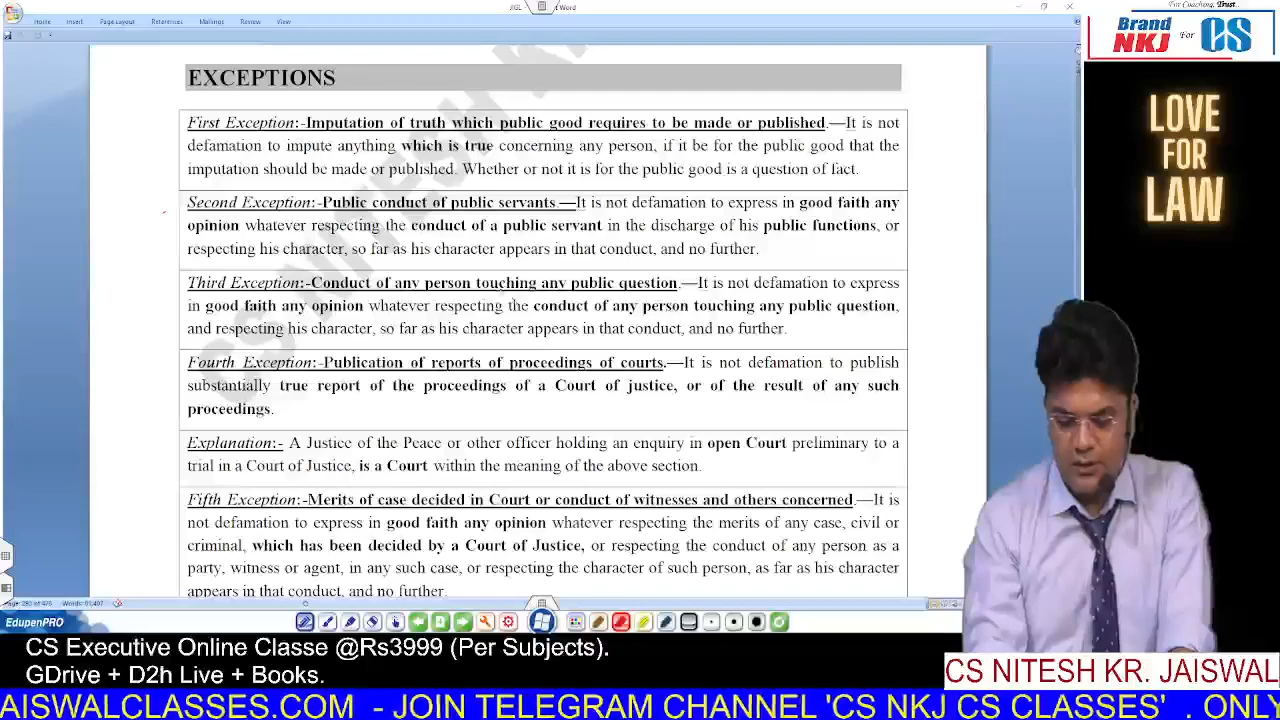 JIGL
t Word
Home Insert Page Layout References Mailings Review View
For Coaching, Trust..
Brand NKJ For CS
LOVE
FOR
LAW
EXCEPTIONS
First Exception:-Imputation of truth which public good requires to be made or published.—It is not
defamation to impute anything which is true concerning any person, if it be for the public good that the
imputation should be made or published. Whether or not it is for the public good is a question of fact.
Second Exception:-Public conduct of public servants.—It is not defamation to express in good faith any
opinion whatever respecting the conduct of a public servant in the discharge of his public functions, or
respecting his character, so far as his character appears in that conduct, and no further.
Third Exception:-Conduct of any person touching any public question.—It is not defamation to express
in good faith any opinion whatever respecting the conduct of any person touching any public question,
and respecting his character, so far as his character appears in that conduct, and no further.
Fourth Exception:-Publication of reports of proceedings of courts.—It is not defamation to publish
substantially true report of the proceedings of a Court of justice, or of the result of any such
proceedings.
Explanation:- A Justice of the Peace or other officer holding an enquiry in open Court preliminary to a
trial in a Court of Justice, is a Court within the meaning of the above section.
Fifth Exception:-Merits of case decided in Court or conduct of witnesses and others concerned.—It is
not defamation to express in good faith any opinion whatever respecting the merits of any case, civil or
criminal, which has been decided by a Court of Justice, or respecting the conduct of any person as a
party, witness or agent, in any such case, or respecting the character of such person, as far as his character
appears in that conduct, and no further.
CS NITESH K
EdupenPRO
CS Executive Online Classe @Rs3999 (Per Subjects).
GDrive + D2h Live + Books.
CS NITESH KR. JAISWAL
AISWALCLASSES.COM - JOIN TELEGRAM CHANNEL 'CS NKJ CS CLASSES' . ONLY